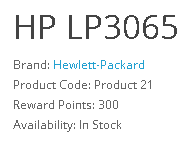 HP LP3065
Brand: Hewlett-Packard
Product Code: Product 21
Reward Points: 300
Availability: In Stock